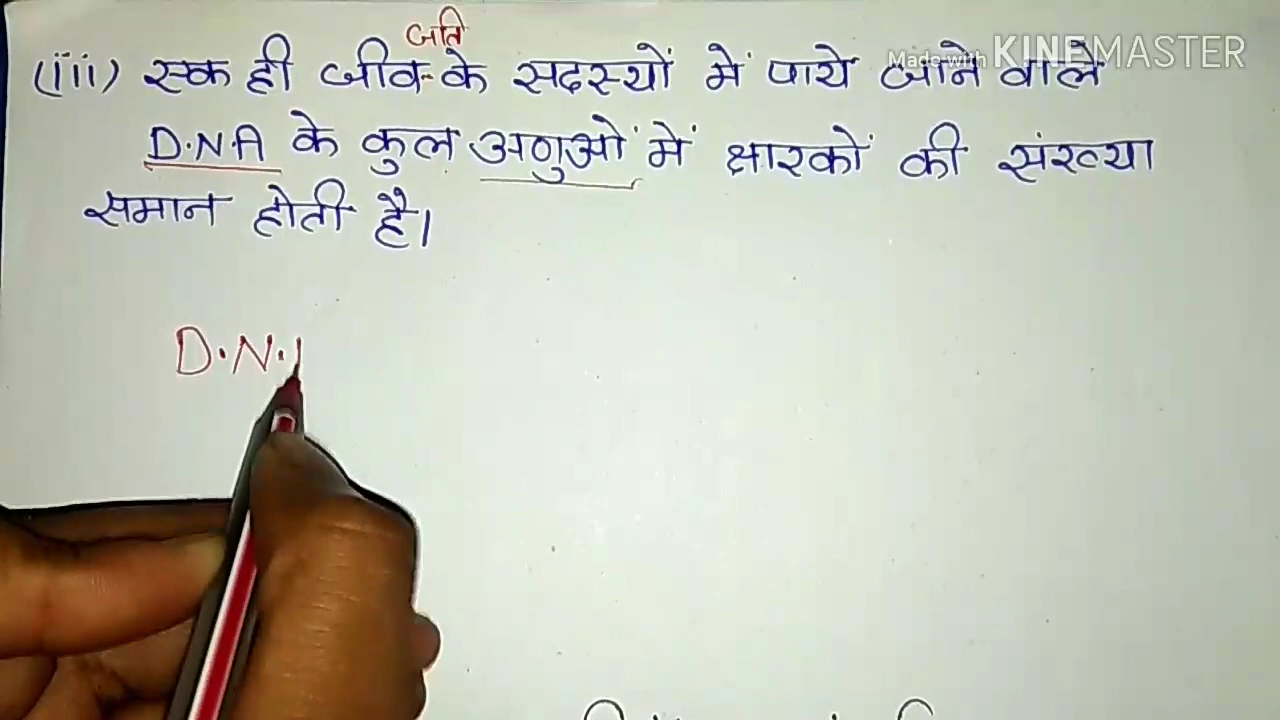 जाति
(iii) एक ही जीव के सदस्यों में पाये जाने वाले
Made with KINEMASTER
D.N.A के कुल अणुओं में क्षारकों की संख्या
समान होती है।
D.N.